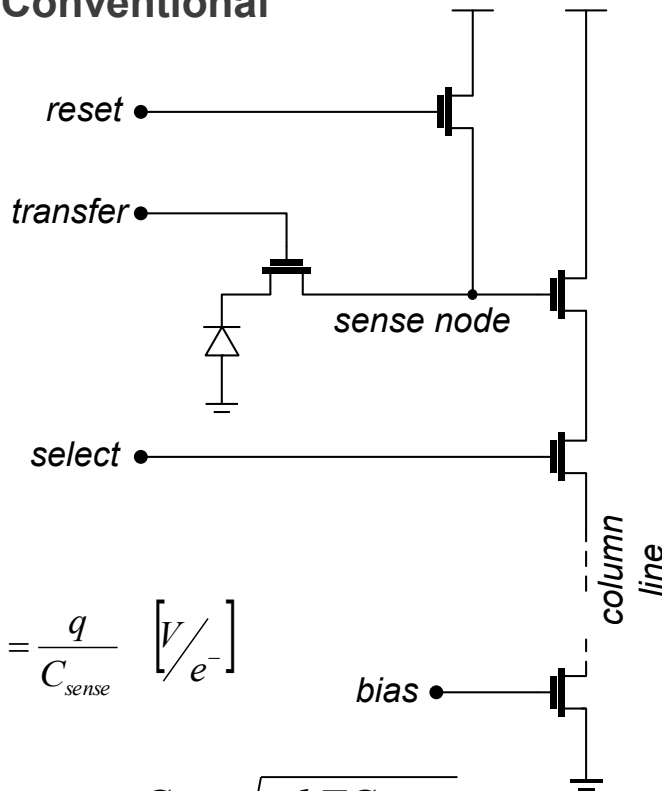 Conventional
reset
transfer
sense node
select
column
line
= q / C_sense [V/e⁻]
bias